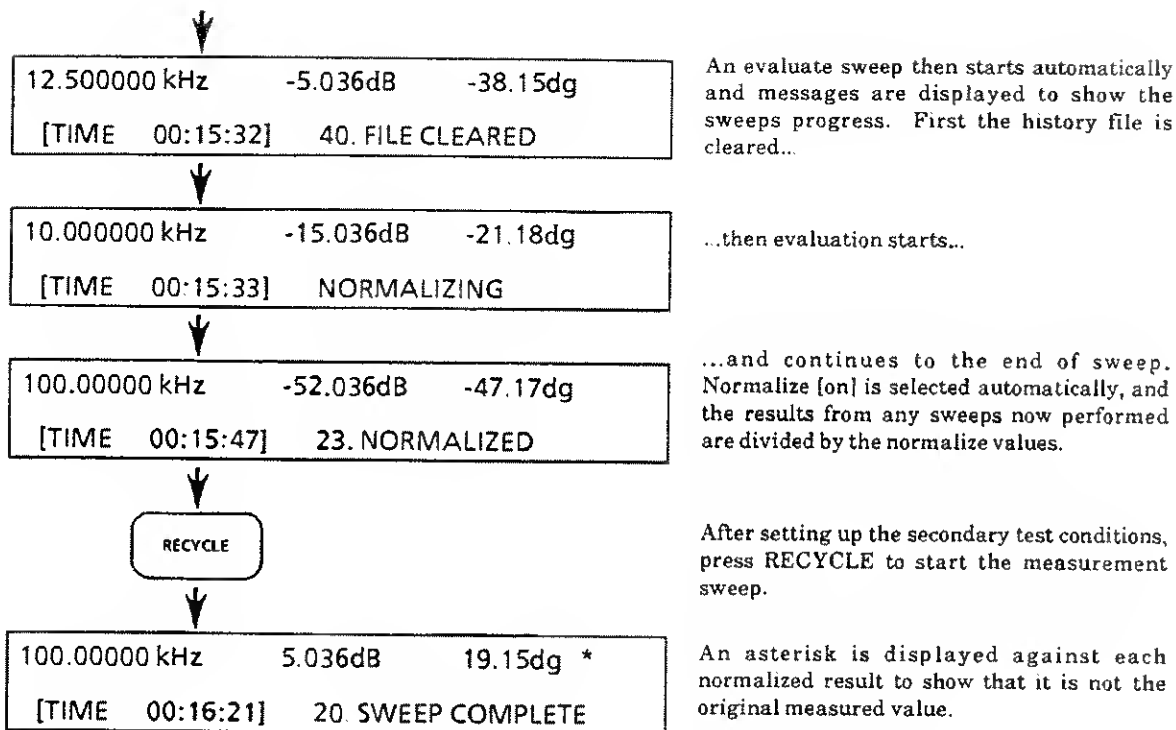 12.500000 kHz -5.036dB -38.15dg
[TIME 00:15:32] 40. FILE CLEARED
An evaluate sweep then starts automatically
and messages are displayed to show the
sweeps progress. First the history file is
cleared...
10.000000 kHz -15.036dB -21.18dg
[TIME 00:15:33] NORMALIZING
...then evaluation starts...
100.00000 kHz -52.036dB -47.17dg
[TIME 00:15:47] 23. NORMALIZED
...and continues to the end of sweep.
Normalize [on] is selected automatically, and
the results from any sweeps now performed
are divided by the normalize values.
RECYCLE
After setting up the secondary test conditions,
press RECYCLE to start the measurement
sweep.
100.00000 kHz 5.036dB 19.15dg *
[TIME 00:16:21] 20. SWEEP COMPLETE
An asterisk is displayed against each
normalized result to show that it is not the
original measured value.